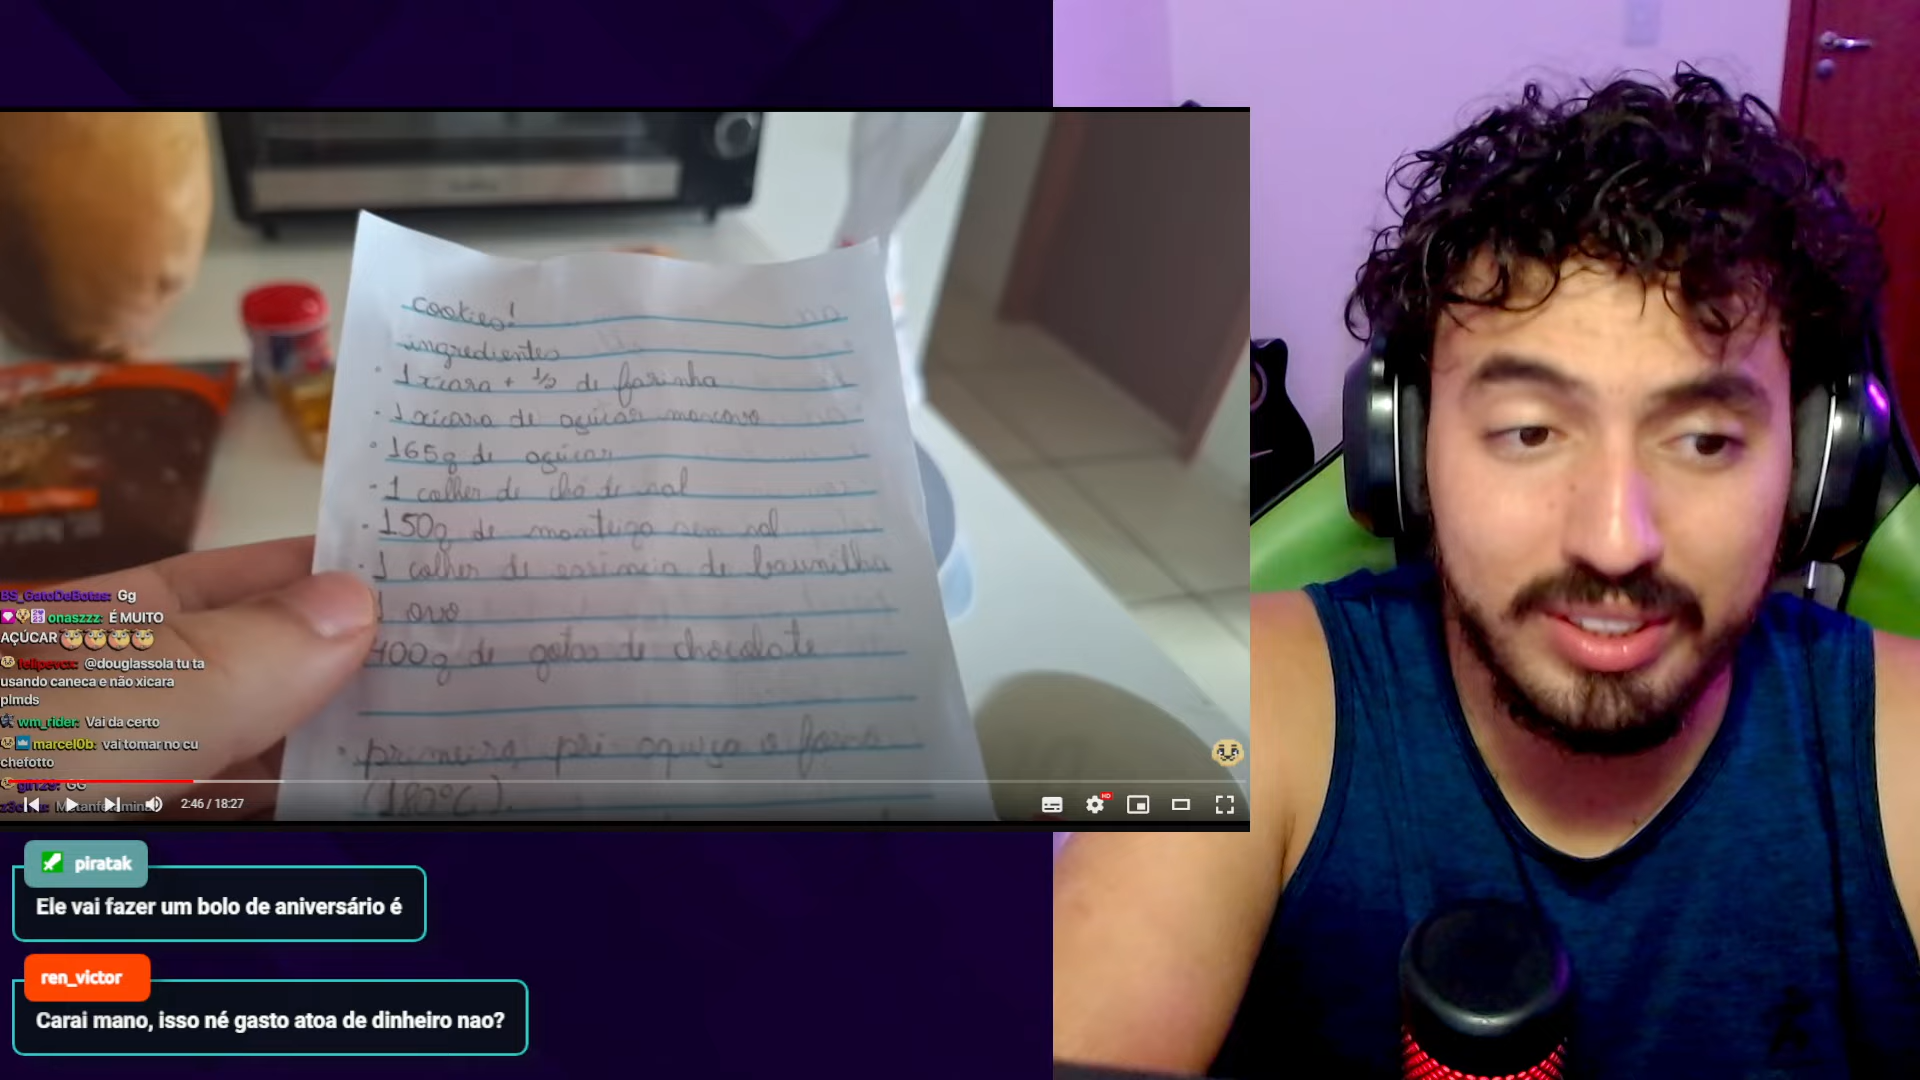 cookies!
ingredientes
1 xícara + 1/2 de farinha
1 xícara de açúcar mascavo
165g de açúcar
1 colher de chá de sal
150g de manteiga sem sal
1 colher de essência de baunilha
1 ovo
400g de gotas de chocolate
primeiro pré aqueça o forno
(180°C).
BS_GatoDeBotas: Gg
onaszzz: É MUITO
AÇÚCAR
felipevcx: @douglassola tu ta
usando caneca e não xicara
plmds
wm_rider: Vai da certo
marcel0b: vai tomar no cu
chefotto
GG
2:46 / 18:27
HD
piratak
Ele vai fazer um bolo de aniversário é
ren_victor
Carai mano, isso né gasto atoa de dinheiro nao?